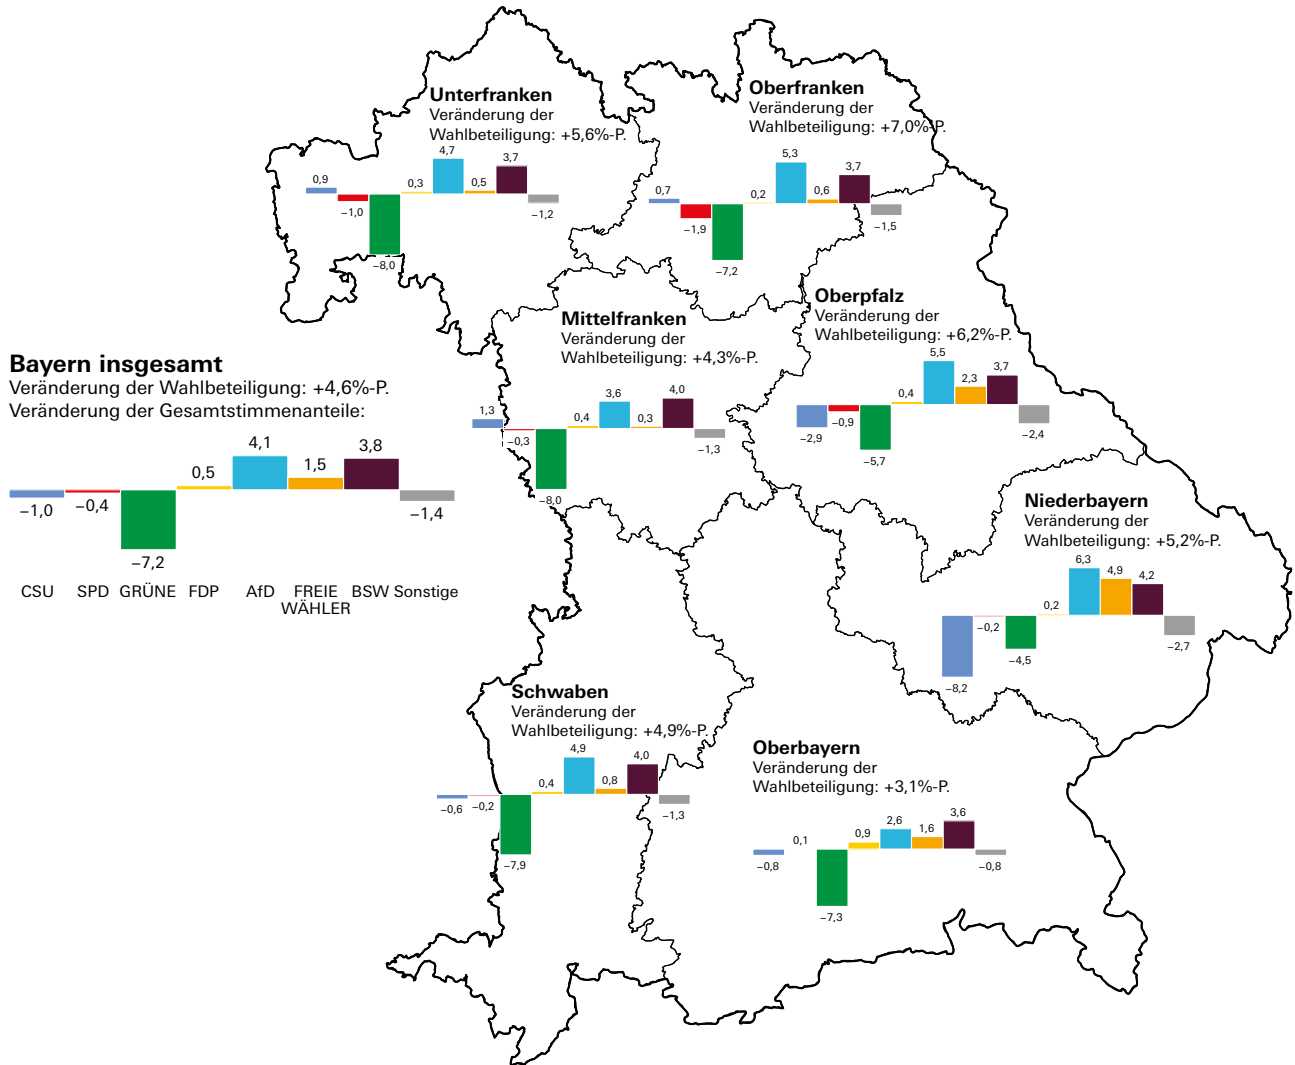 Unterfranken
Veränderung der
Wahlbeteiligung: +5,6%-P.
0,9
−1,0
−8,0
0,3
4,7
0,5
3,7
−1,2
Oberfranken
Veränderung der
Wahlbeteiligung: +7,0%-P.
0,7
−1,9
−7,2
0,2
5,3
0,6
3,7
−1,5
Mittelfranken
Veränderung der
Wahlbeteiligung: +4,3%-P.
1,3
−0,3
−8,0
0,4
3,6
0,3
4,0
−1,3
Oberpfalz
Veränderung der
Wahlbeteiligung: +6,2%-P.
−2,9
−0,9
−5,7
0,4
5,5
2,3
3,7
−2,4
Bayern insgesamt
Veränderung der Wahlbeteiligung: +4,6%-P.
Veränderung der Gesamtstimmenanteile:
−1,0
−0,4
−7,2
0,5
4,1
1,5
3,8
−1,4
CSU SPD GRÜNE FDP AfD FREIE BSW Sonstige
WÄHLER
Niederbayern
Veränderung der
Wahlbeteiligung: +5,2%-P.
−8,2
−0,2
−4,5
0,2
6,3
4,9
4,2
−2,7
Schwaben
Veränderung der
Wahlbeteiligung: +4,9%-P.
−0,6
−0,2
−7,9
0,4
4,9
0,8
4,0
−1,3
Oberbayern
Veränderung der
Wahlbeteiligung: +3,1%-P.
−0,8
0,1
−7,3
0,9
2,6
1,6
3,6
−0,8